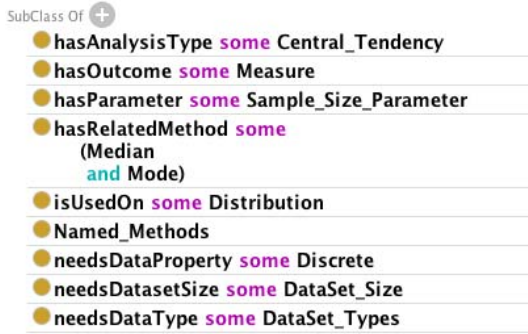 SubClass Of
hasAnalysisType some Central_Tendency
hasOutcome some Measure
hasParameter some Sample_Size_Parameter
hasRelatedMethod some
(Median
and Mode)
isUsedOn some Distribution
Named_Methods
needsDataProperty some Discrete
needsDatasetSize some DataSet_Size
needsDataType some DataSet_Types